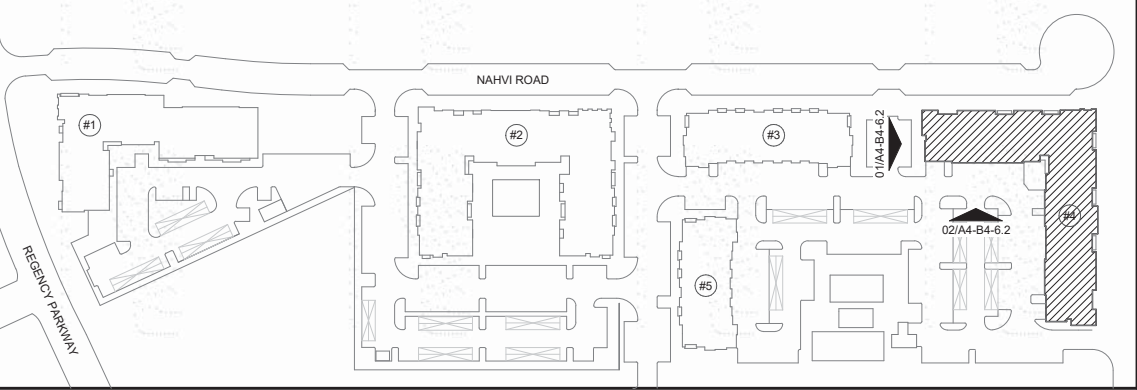 NAHVI ROAD
#1
#2
#3
01/A4-B4-6.2
#4
02/A4-B4-6.2
#5
REGENCY PARKWAY